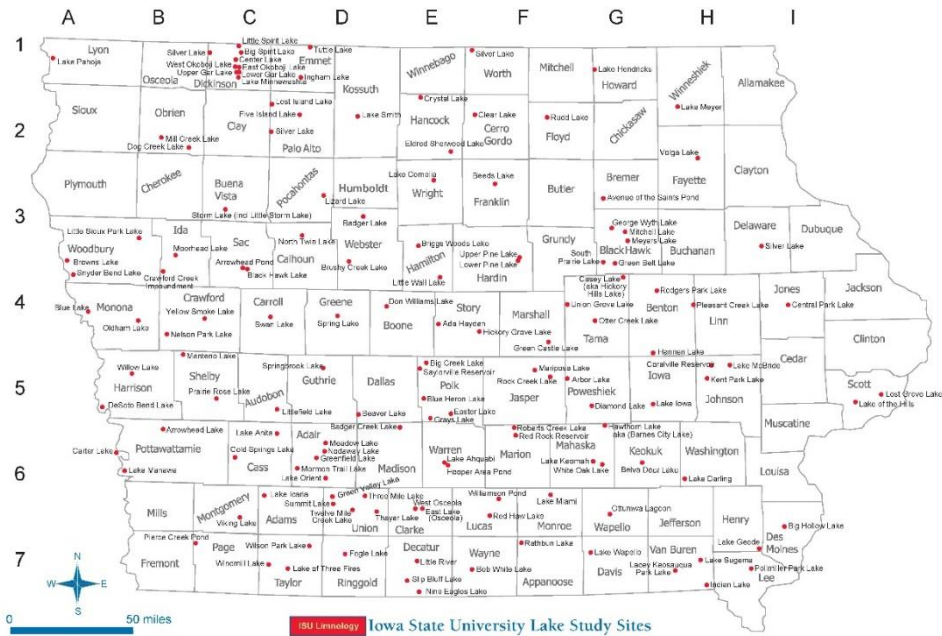 A B C D E F G H I
1
Lyon
Lake Pahoja
Osceola
Silver Lake
Little Spirit Lake
Big Spirit Lake
Center Lake
West Okoboji Lake
East Okoboji Lake
Upper Gar Lake
Lower Gar Lake
Lake Minnewashta
Dickinson
Tuttle Lake
Emmet
Ingham Lake
Kossuth
Winnebago
Silver Lake
Worth
Mitchell
Lake Hendricks
Howard
Winneshiek
Lake Meyer
Allamakee
2
Sioux
Obrien
Mill Creek Lake
Dog Creek Lake
Clay
Lost Island Lake
Five Island Lake
Silver Lake
Palo Alto
Lake Smith
Crystal Lake
Hancock
Eldred Sherwood Lake
Clear Lake
Cerro
Gordo
Rudd Lake
Floyd
Chickasaw
Volga Lake
Fayette
Clayton
Plymouth
Cherokee
Buena
Vista
Storm Lake (incl Little Storm Lake)
Pocahontas
Lizard Lake
Humboldt
Lake Cornelia
Wright
Beeds Lake
Franklin
Butler
Bremer
Avenue of the Saints Pond
3
Little Sioux Park Lake
Woodbury
Browns Lake
Snyder Bend Lake
Ida
Moorhead Lake
Crawford Creek
Impoundment
Sac
Arrowhead Pond
Black Hawk Lake
North Twin Lake
Calhoun
Badger Lake
Webster
Brushy Creek Lake
Briggs Woods Lake
Hamilton
Little Wall Lake
Upper Pine Lake
Lower Pine Lake
Hardin
Grundy
South
Prairie Lake
George Wyth Lake
Mitchell Lake
Meyers Lake
Black Hawk
Green Belt Lake
Buchanan
Delaware
Silver Lake
Dubuque
4
Blue Lake
Monona
Oldham Lake
Crawford
Yellow Smoke Lake
Nelson Park Lake
Carroll
Swan Lake
Greene
Spring Lake
Don Williams Lake
Boone
Story
Ada Hayden
Hickory Grove Lake
Marshall
Green Castle Lake
Casey Lake
(aka Hickory
Hills Lake)
Union Grove Lake
Otter Creek Lake
Tama
Rodgers Park Lake
Benton
Hannen Lake
Pleasant Creek Lake
Linn
Jones
Central Park Lake
Jackson
Clinton
5
Willow Lake
Harrison
DeSoto Bend Lake
Manteno Lake
Shelby
Prairie Rose Lake
Audubon
Littlefield Lake
Springbrook Lake
Guthrie
Dallas
Beaver Lake
Big Creek Lake
Saylorville Reservoir
Polk
Blue Heron Lake
Easter Lake
Grays Lake
Mariposa Lake
Rock Creek Lake
Jasper
Arbor Lake
Poweshiek
Diamond Lake
Iowa
Lake Iowa
Coralville Reservoir
Lake McBride
Kent Park Lake
Johnson
Cedar
Scott
Lost Grove Lake
Lake of the Hills
Muscatine
6
Carter Lake
Arrowhead Lake
Pottawattamie
Lake Manawa
Lake Anita
Cold Springs Lake
Cass
Adair
Meadow Lake
Nodaway Lake
Greenfield Lake
Mormon Trail Lake
Lake Orient
Badger Creek Lake
Madison
Warren
Lake Ahquabi
Hooper Area Pond
Roberts Creek Lake
Red Rock Reservoir
Marion
Mahaska
Lake Keomah
White Oak Lake
Hawthorn Lake
aka (Barnes City Lake)
Keokuk
Belva Deer Lake
Washington
Lake Darling
Louisa
Mills
Montgomery
Viking Lake
Lake Icaria
Adams
Green Valley Lake
Summit Lake
Three Mile Lake
Twelve Mile
Creek Lake
Union
Thayer Lake
West Osceola
East Lake
(Osceola)
Clarke
Williamson Pond
Red Haw Lake
Lucas
Lake Miami
Monroe
Ottumwa Lagoon
Wapello
Jefferson
Henry
Lake Geode
Big Hollow Lake
Des
Moines
7
Pierce Creek Pond
Fremont
Page
Windmill Lake
Wilson Park Lake
Lake of Three Fires
Taylor
Fogle Lake
Ringgold
Decatur
Little River
Slip Bluff Lake
Nine Eagles Lake
Wayne
Bob White Lake
Rathbun Lake
Appanoose
Lake Wapello
Davis
Van Buren
Lacey Keosauqua
Park Lake
Lake Sugema
Indian Lake
Pollmiller Park Lake
Lee
N
W E
S
0 50 miles
ISU Limnology Iowa State University Lake Study Sites